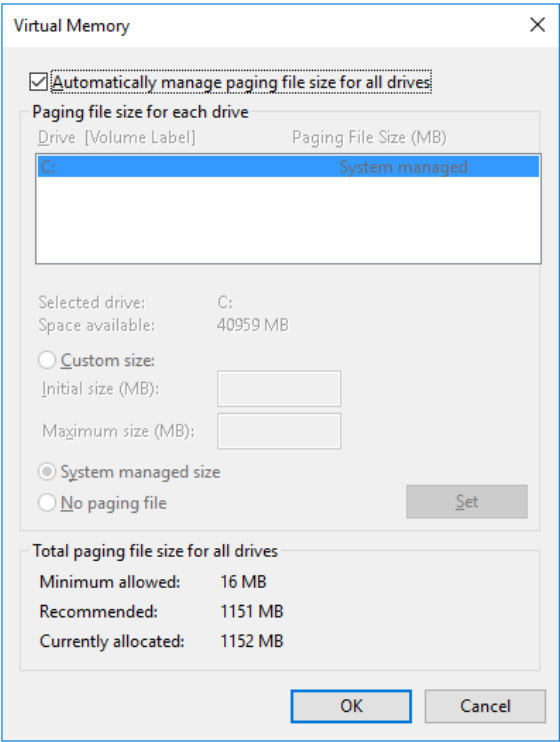 Virtual Memory
Automatically manage paging file size for all drives
Paging file size for each drive
Drive [Volume Label] Paging File Size (MB)
C: System managed
Selected drive: C:
Space available: 40959 MB
Custom size:
Initial size (MB):
Maximum size (MB):
System managed size
No paging file Set
Total paging file size for all drives
Minimum allowed: 16 MB
Recommended: 1151 MB
Currently allocated: 1152 MB
OK Cancel